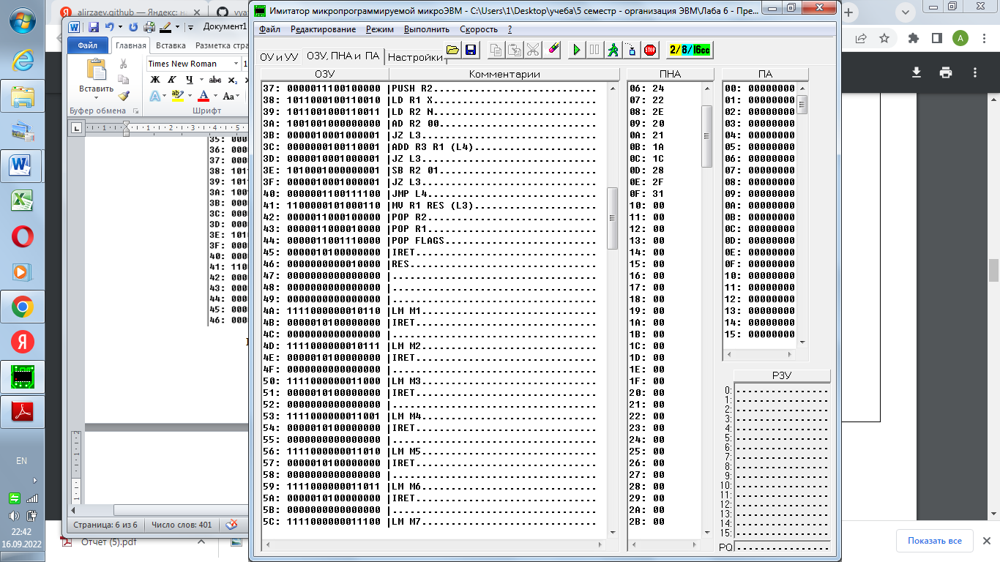 alirzaev.github — Яндекс: на
Имитатор микропрограммируемой микроЭВМ - C:\Users\1\Desktop\учеба\5 семестр - организация ЭВМ\Лаба 6 - Пре...
Документ1
Файл Редактирование Режим Выполнить Скорость ?
Файл Главная Вставка Разметка стра
ОУ и УУ ОЗУ, ПНА и ПА Настройки
2/8/16cc
Times New Roman
Вставить
Ж К Ч abc x
Aa
Буфер обмена Шрифт
ОЗУ Комментарии ПНА ПА
37: 0000011100100000 |PUSH R2
38: 1011000100110010 |LD R1 X
39: 1011001000110011 |LD R2 N
3A: 1001001000000000 |AD R2 00
3B: 0000010001000001 |JZ L3
3C: 0000000100110001 |ADD R3 R1 (L4)
3D: 0000010001000001 |JZ L3
3E: 1010001000000001 |SB R2 01
3F: 0000010001000001 |JZ L3
40: 0000001100111100 |JMP L4
41: 1100000101000110 |MV R1 RES (L3)
42: 0000011000100000 |POP R2
43: 0000011000010000 |POP R1
44: 0000011001110000 |POP FLAGS
45: 0000010100000000 |IRET
46: 0000000000010000 |RES
47: 0000000000000000 |
48: 0000000000000000 |
49: 0000000000000000 |
4A: 1111000000010110 |LM M1
4B: 0000010100000000 |IRET
4C: 0000000000000000 |
4D: 1111000000010111 |LM M2
4E: 0000010100000000 |IRET
4F: 0000000000000000 |
50: 1111000000011000 |LM M3
51: 0000010100000000 |IRET
52: 0000000000000000 |
53: 1111000000011001 |LM M4
54: 0000010100000000 |IRET
55: 0000000000000000 |
56: 1111000000011010 |LM M5
57: 0000010100000000 |IRET
58: 0000000000000000 |
59: 1111000000011011 |LM M6
5A: 0000010100000000 |IRET
5B: 0000000000000000 |
5C: 1111000000011100 |LM M7
06: 24
07: 22
08: 2E
09: 20
0A: 21
0B: 1A
0C: 1C
0D: 28
0E: 2F
0F: 31
10: 00
11: 00
12: 00
13: 00
14: 00
15: 00
16: 00
17: 00
18: 00
19: 00
1A: 00
1B: 00
1C: 00
1D: 00
1E: 00
1F: 00
20: 00
21: 00
22: 00
23: 00
24: 00
25: 00
26: 00
27: 00
28: 00
29: 00
2A: 00
2B: 00
00: 00000000
01: 00000000
02: 00000000
03: 00000000
04: 00000000
05: 00000000
06: 00000000
07: 00000000
08: 00000000
09: 00000000
0A: 00000000
0B: 00000000
0C: 00000000
0D: 00000000
0E: 00000000
0F: 00000000
10: 00000000
11: 00000000
12: 00000000
13: 00000000
14: 00000000
15: 00000000
РЗУ
0:
1:
2:
3:
4:
5:
6:
7:
8:
9:
10:
11:
12:
13:
14:
15:
PQ
36: 000
37: 000
38: 101
39: 101
3A: 100
3B: 000
3C: 000
3D: 000
3E: 101
3F: 000
40: 000
41: 110
42: 000
43: 000
44: 000
45: 000
46: 000
Страница: 6 из 6 Число слов: 401
EN
22:42
16.09.2022
Отчет (5).pdf
Показать все